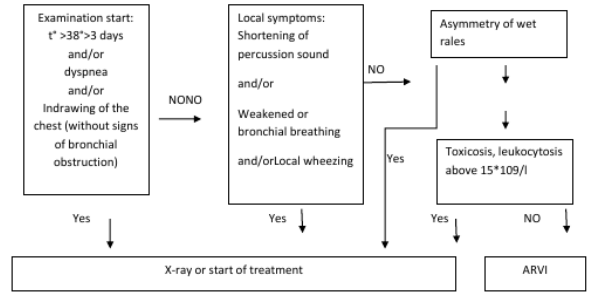 Examination start:
t° >38°>3 days
and/or
dyspnea
and/or
Indrawing of the
chest (without signs
of bronchial
obstruction)
NONO
Local symptoms:
Shortening of
percussion sound
and/or
Weakened or
bronchial breathing
and/orLocal wheezing
NO
Asymmetry of wet
rales
Yes
Toxicosis, leukocytosis
above 15*109/l
Yes
Yes
Yes
NO
X-ray or start of treatment
ARVI